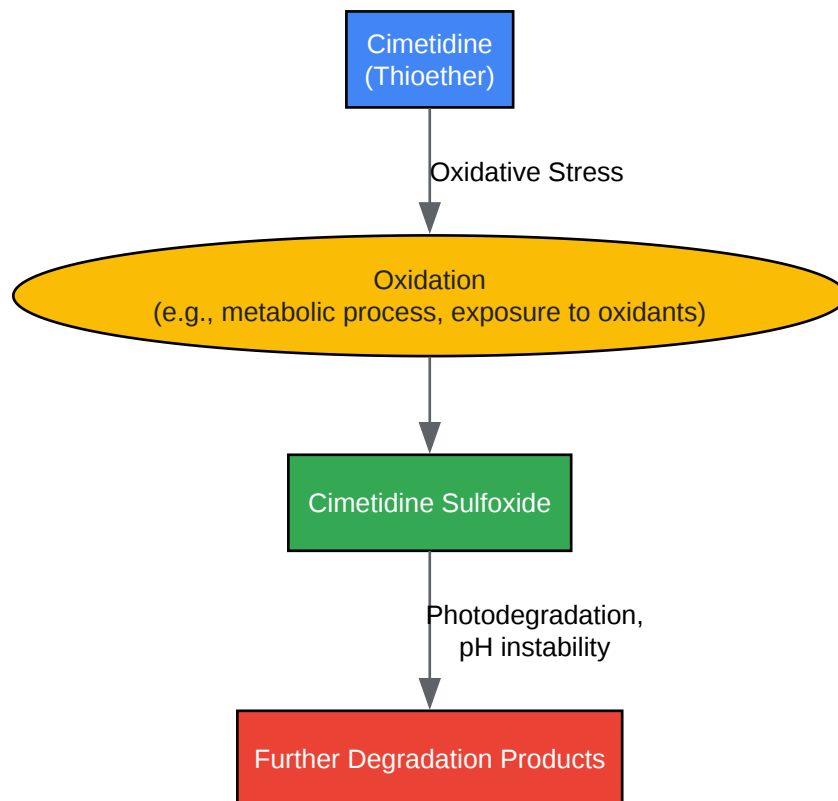 Cimetidine
(Thioether)
Oxidative Stress
Oxidation
(e.g., metabolic process, exposure to oxidants)
Cimetidine Sulfoxide
Photodegradation,
pH instability
Further Degradation Products